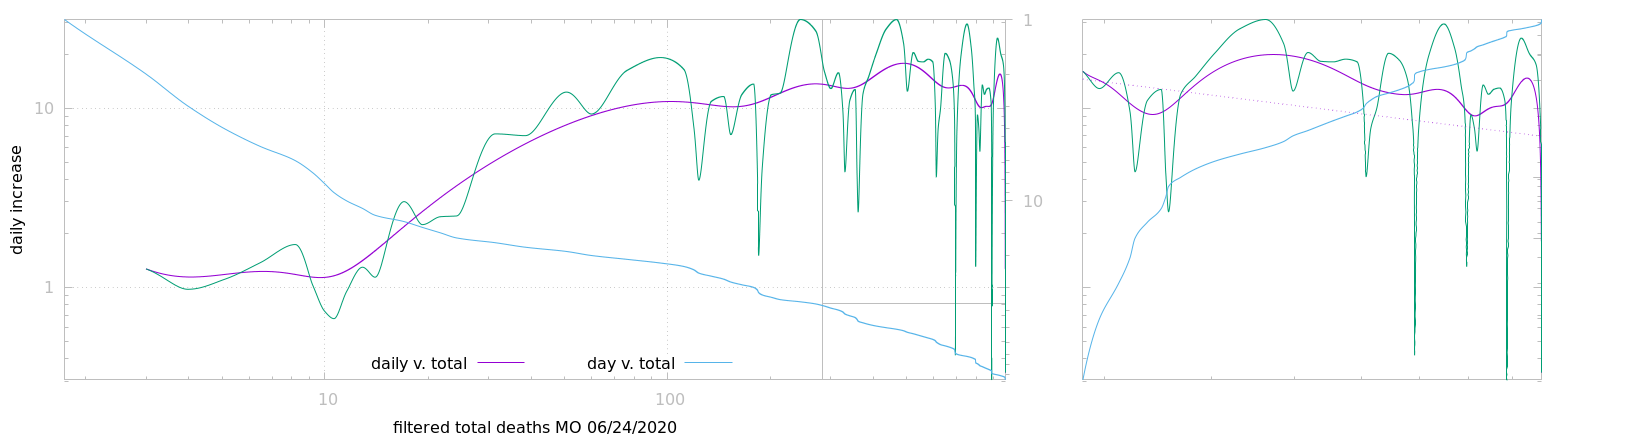 1
10
10
daily increase
1
daily v. total
day v. total
10
100
filtered total deaths MO 06/24/2020